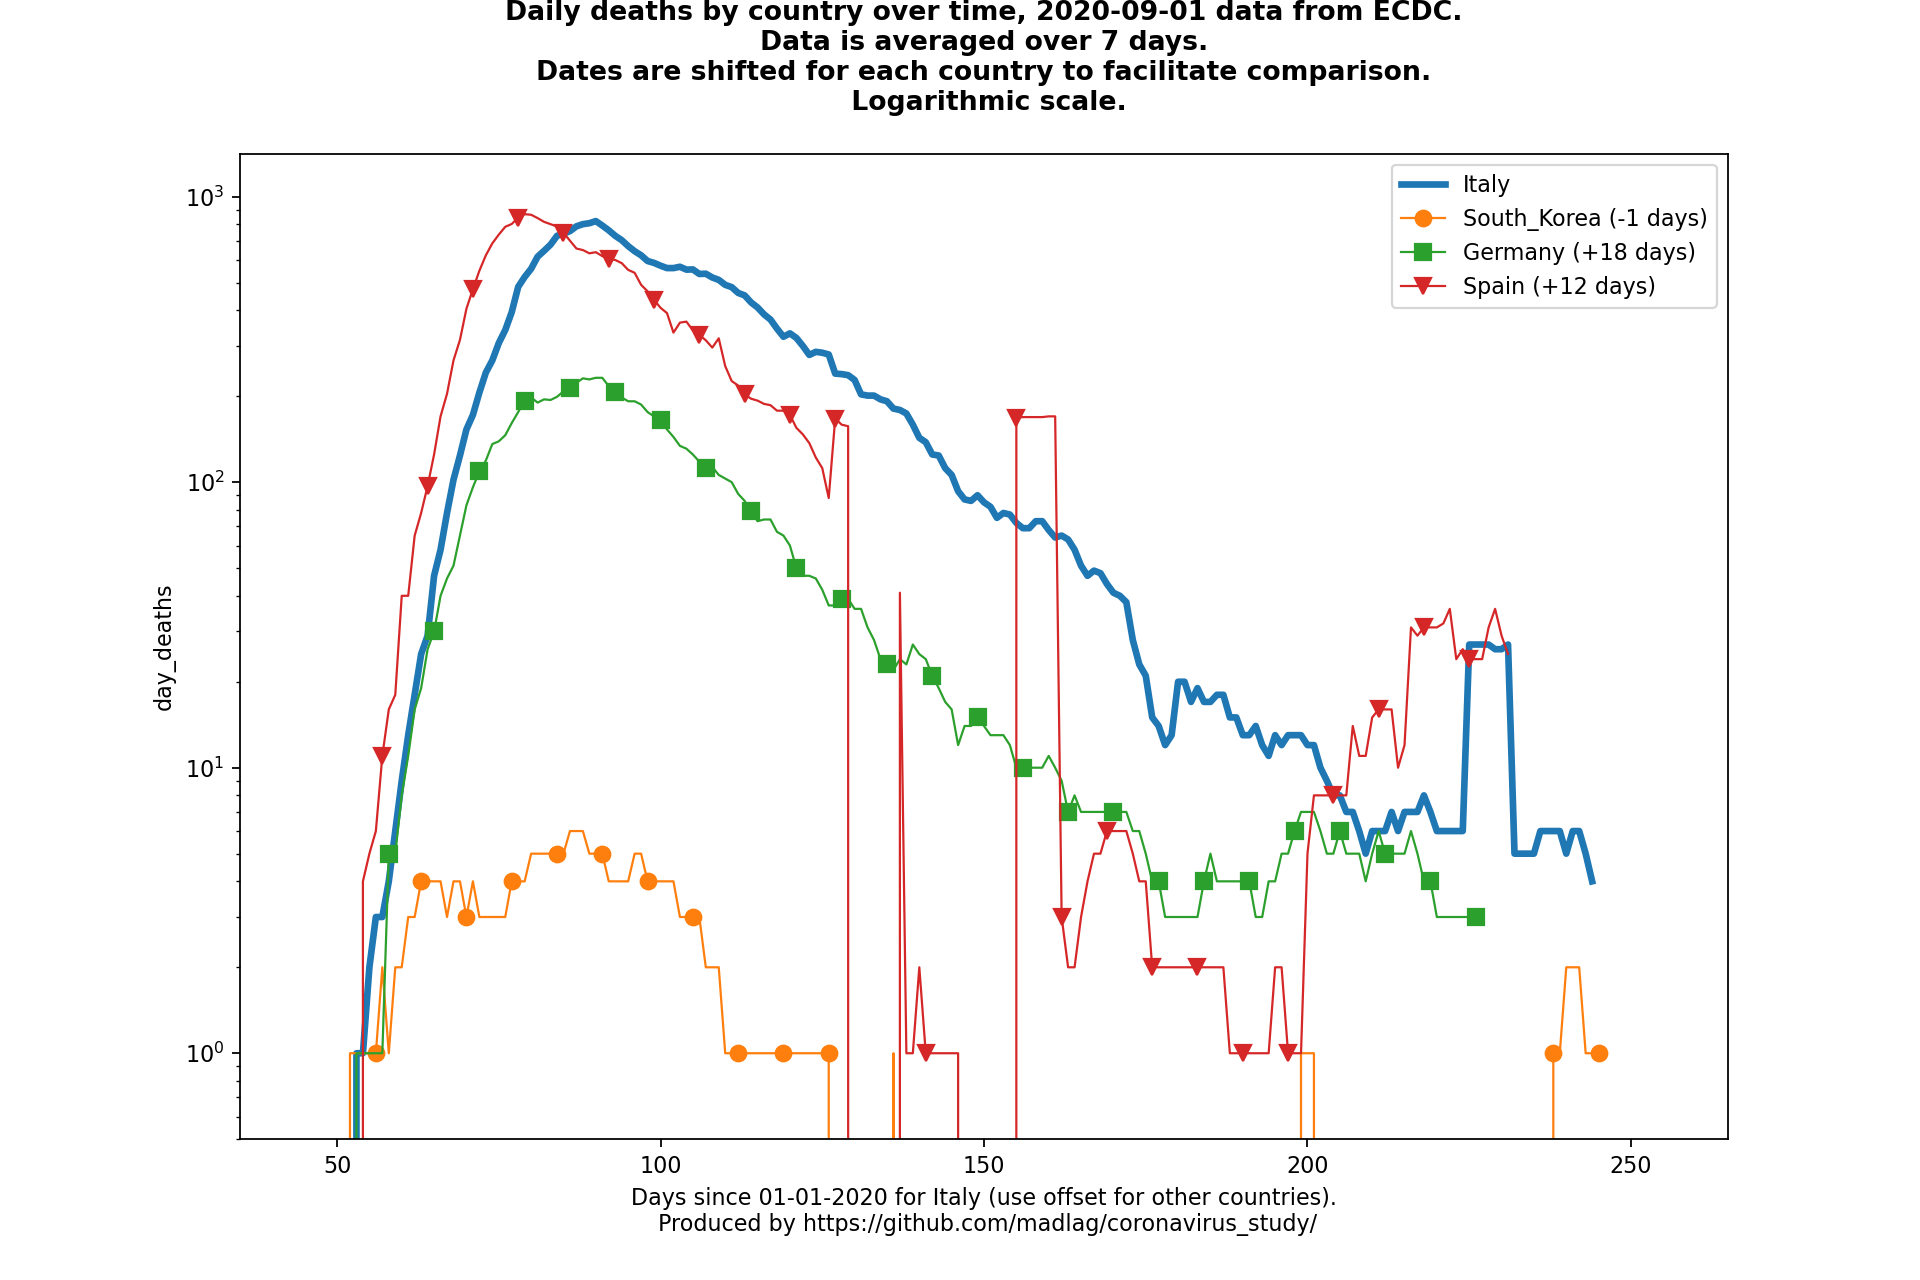 Daily deaths by country over time, 2020-09-01 data from ECDC.
Data is averaged over 7 days.
Dates are shifted for each country to facilitate comparison.
Logarithmic scale.
Italy
South_Korea (-1 days)
Germany (+18 days)
Spain (+12 days)
10³
10²
10¹
10⁰
day_deaths
50 100 150 200 250
Days since 01-01-2020 for Italy (use offset for other countries).
Produced by https://github.com/madlag/coronavirus_study/